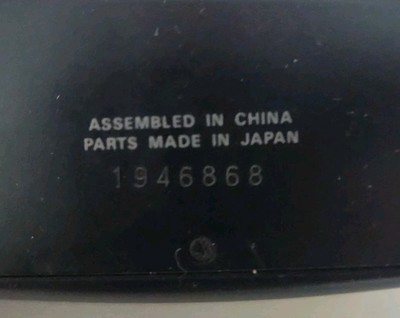 ASSEMBLED IN CHINA
PARTS MADE IN JAPAN
1946868